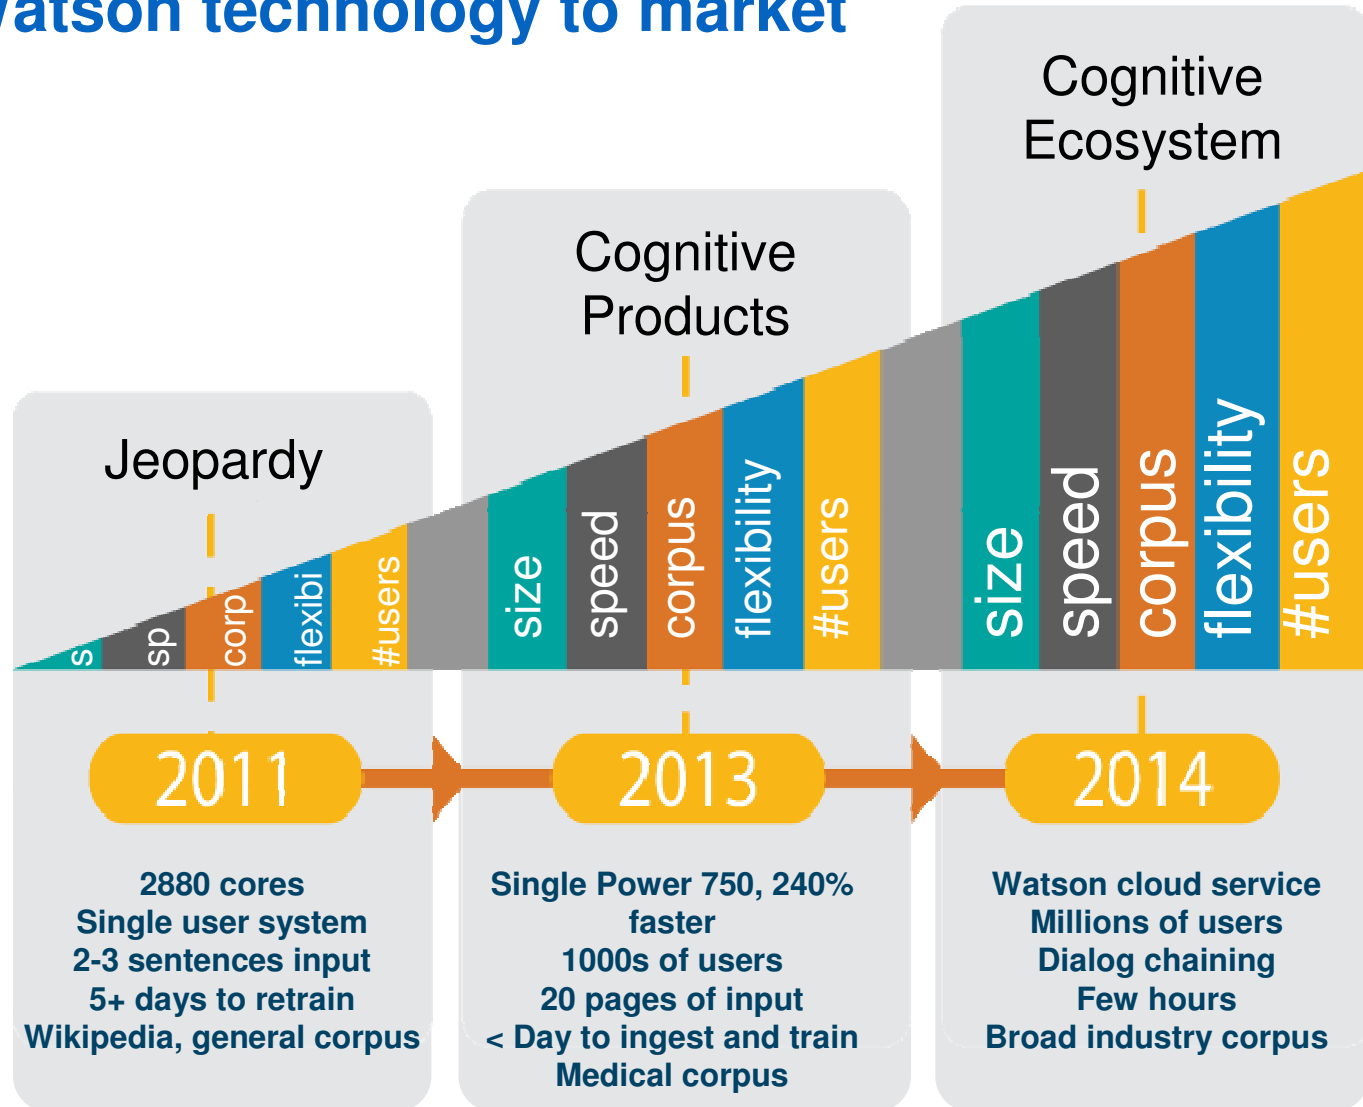 Watson technology to market
Cognitive
Ecosystem
Cognitive
Products
Jeopardy
s
sp
corp
flexibi
#users
size
speed
corpus
flexibility
#users
size
speed
corpus
flexibility
#users
2011
2013
2014
2880 cores
Single user system
2-3 sentences input
5+ days to retrain
Wikipedia, general corpus
Single Power 750, 240%
faster
1000s of users
20 pages of input
< Day to ingest and train
Medical corpus
Watson cloud service
Millions of users
Dialog chaining
Few hours
Broad industry corpus